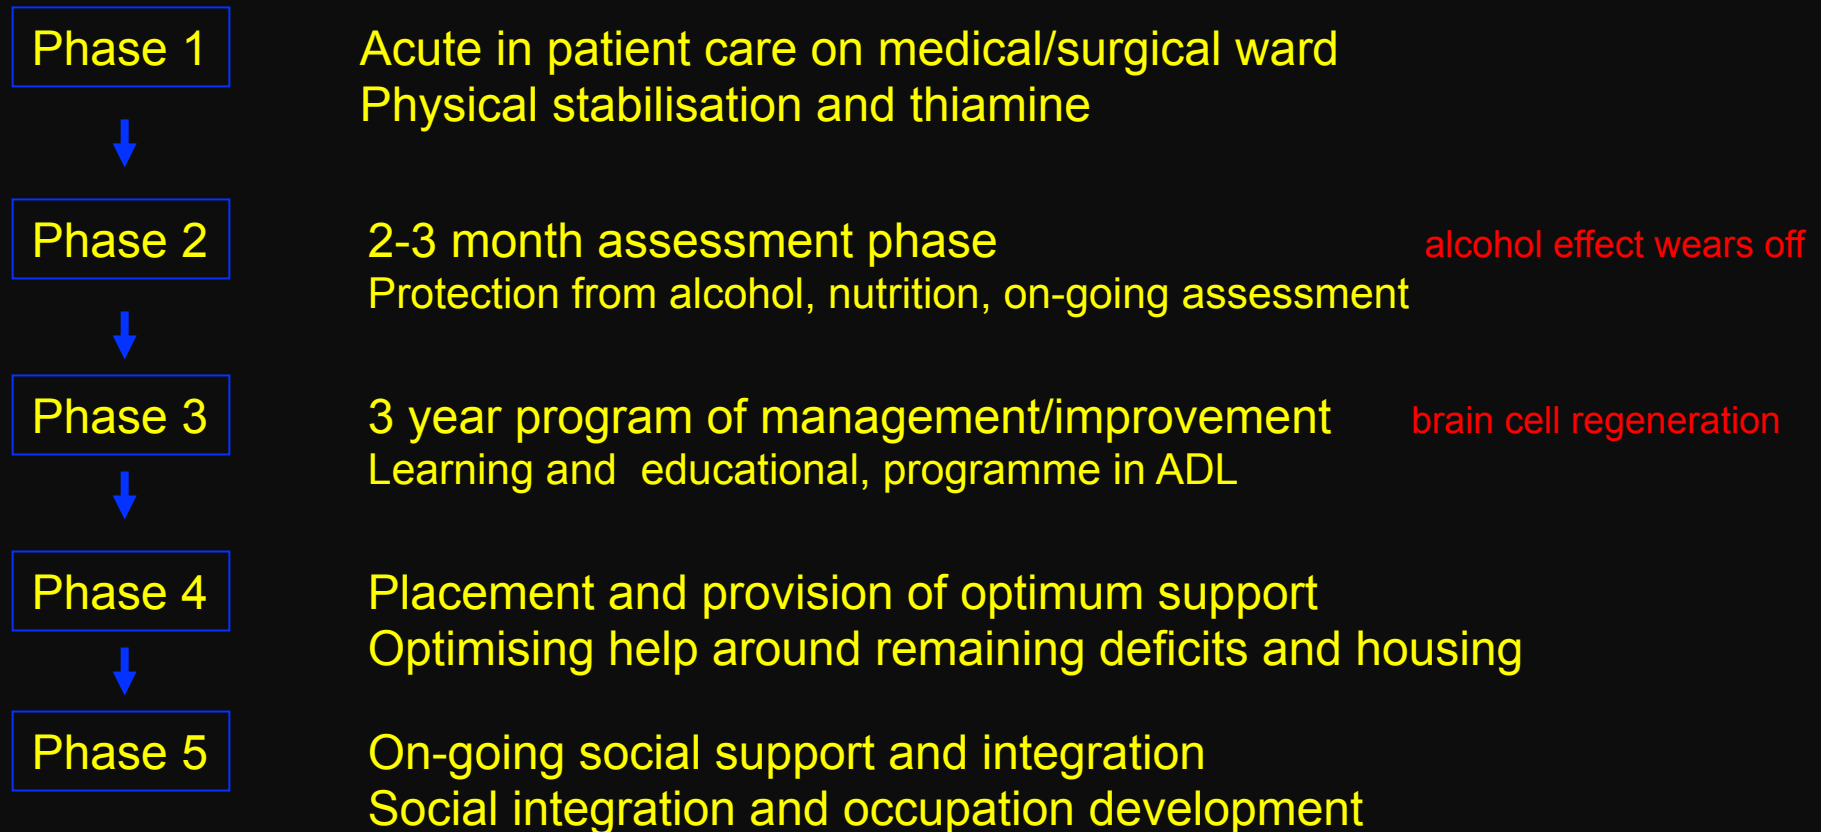 Phase 1
Acute in patient care on medical/surgical ward
Physical stabilisation and thiamine
Phase 2
2-3 month assessment phase
alcohol effect wears off
Protection from alcohol, nutrition, on-going assessment
Phase 3
3 year program of management/improvement
brain cell regeneration
Learning and educational, programme in ADL
Phase 4
Placement and provision of optimum support
Optimising help around remaining deficits and housing
Phase 5
On-going social support and integration
Social integration and occupation development